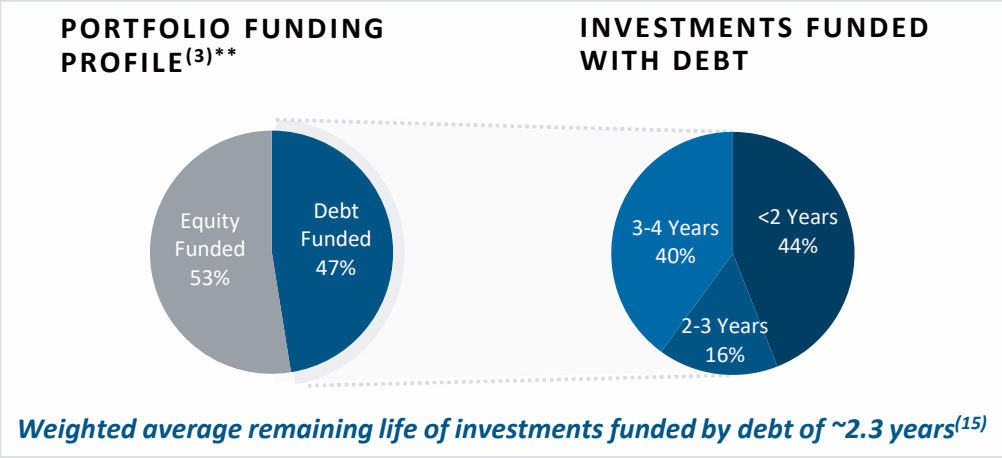 PORTFOLIO FUNDING
PROFILE(3)**
INVESTMENTS FUNDED
WITH DEBT
Equity
Funded
53%
Debt
Funded
47%
3-4 Years
40%
<2 Years
44%
2-3 Years
16%
Weighted average remaining life of investments funded by debt of ~2.3 years(15)